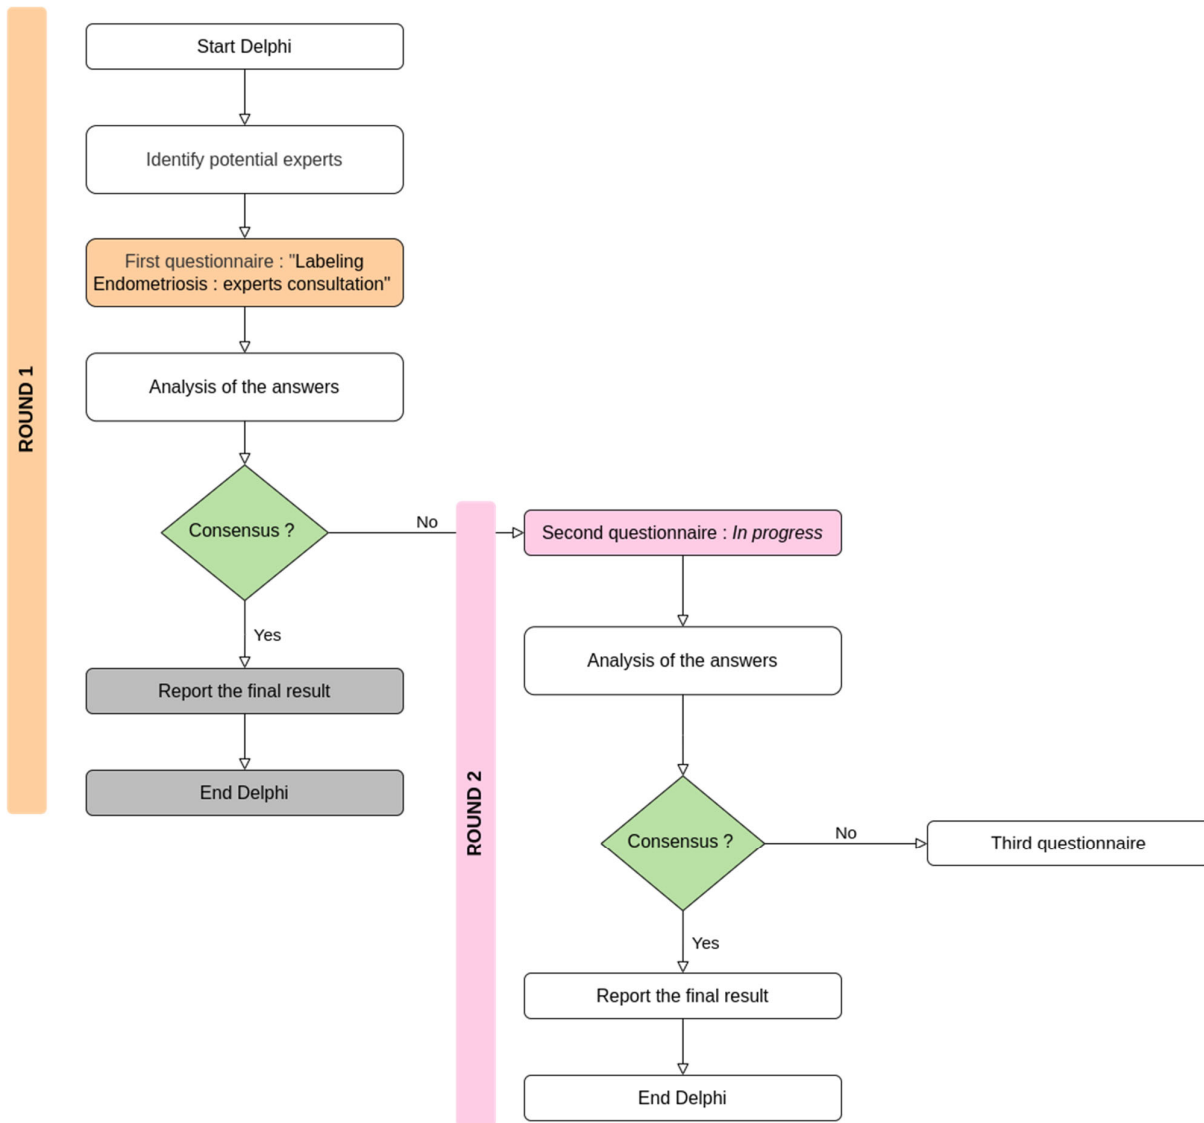 ROUND 1
Start Delphi
Identify potential experts
First questionnaire : "Labeling
Endometriosis : experts consultation"
Analysis of the answers
Consensus ?
No
Yes
Report the final result
End Delphi
ROUND 2
Second questionnaire : In progress
Analysis of the answers
Consensus ?
No
Third questionnaire
Yes
Report the final result
End Delphi